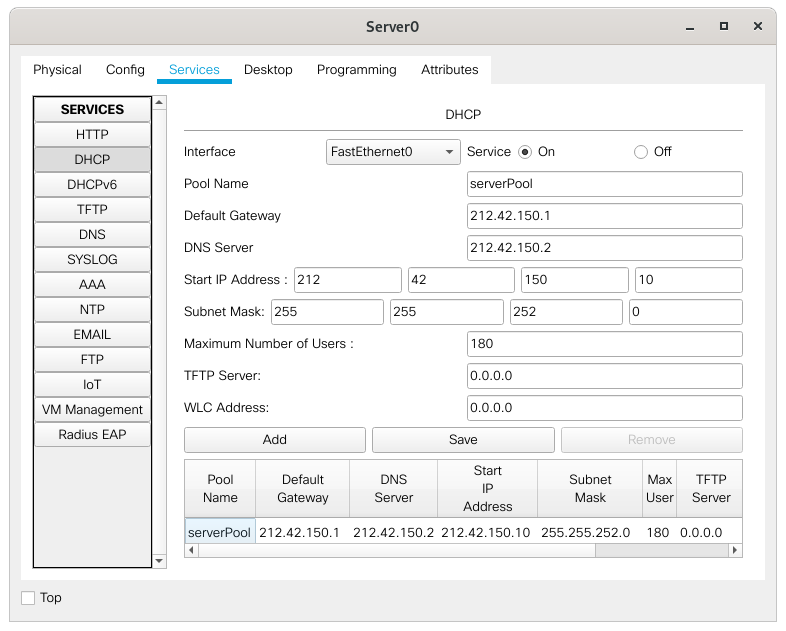 Server0
Physical Config Services Desktop Programming Attributes
SERVICES
HTTP
DHCP
DHCPv6
TFTP
DNS
SYSLOG
AAA
NTP
EMAIL
FTP
IoT
VM Management
Radius EAP
DHCP
Interface FastEthernet0 Service On Off
Pool Name serverPool
Default Gateway 212.42.150.1
DNS Server 212.42.150.2
Start IP Address : 212 42 150 10
Subnet Mask: 255 255 252 0
Maximum Number of Users : 180
TFTP Server: 0.0.0.0
WLC Address: 0.0.0.0
Add Save Remove
Pool Name Default Gateway DNS Server Start IP Address Subnet Mask Max User TFTP Server
serverPool 212.42.150.1 212.42.150.2 212.42.150.10 255.255.252.0 180 0.0.0.0
Top